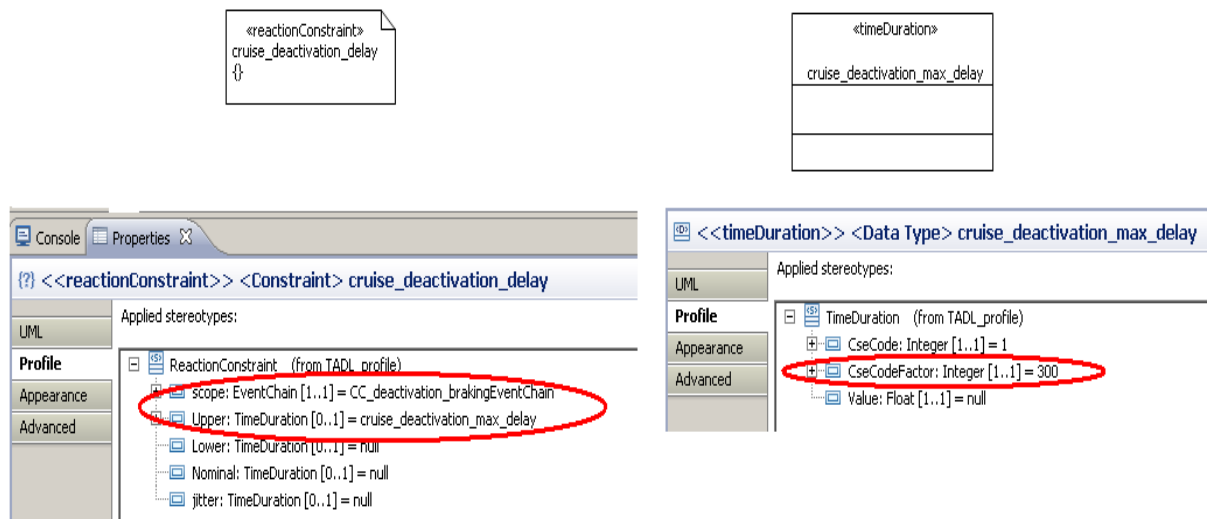 «reactionConstraint»
cruise_deactivation_delay
{}
«timeDuration»
cruise_deactivation_max_delay
Console
Properties
<<reactionConstraint>> <Constraint> cruise_deactivation_delay
Applied stereotypes:
UML
Profile
Appearance
Advanced
ReactionConstraint (from TADL_profile)
scope: EventChain [1..1] = CC_deactivation_brakingEventChain
Upper: TimeDuration [0..1] = cruise_deactivation_max_delay
Lower: TimeDuration [0..1] = null
Nominal: TimeDuration [0..1] = null
jitter: TimeDuration [0..1] = null
<<timeDuration>> <Data Type> cruise_deactivation_max_delay
Applied stereotypes:
UML
Profile
Appearance
Advanced
TimeDuration (from TADL_profile)
CseCode: Integer [1..1] = 1
CseCodeFactor: Integer [1..1] = 300
Value: Float [1..1] = null